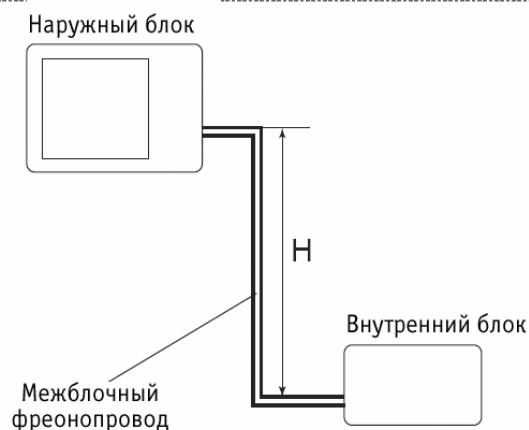 Наружный блок
H
Внутренний блок
Межблочный
фреонопровод